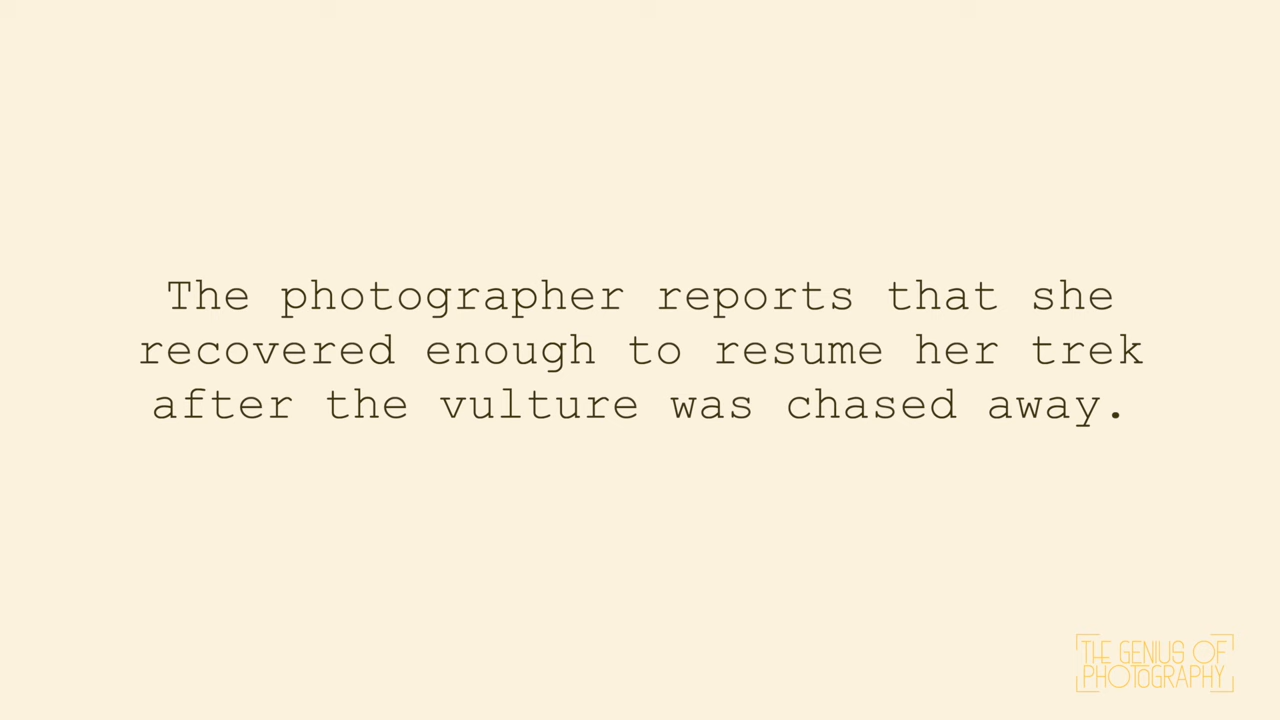 The photographer reports that she
recovered enough to resume her trek
after the vulture was chased away.
THE GENIUS OF
PHOTOGRAPHY